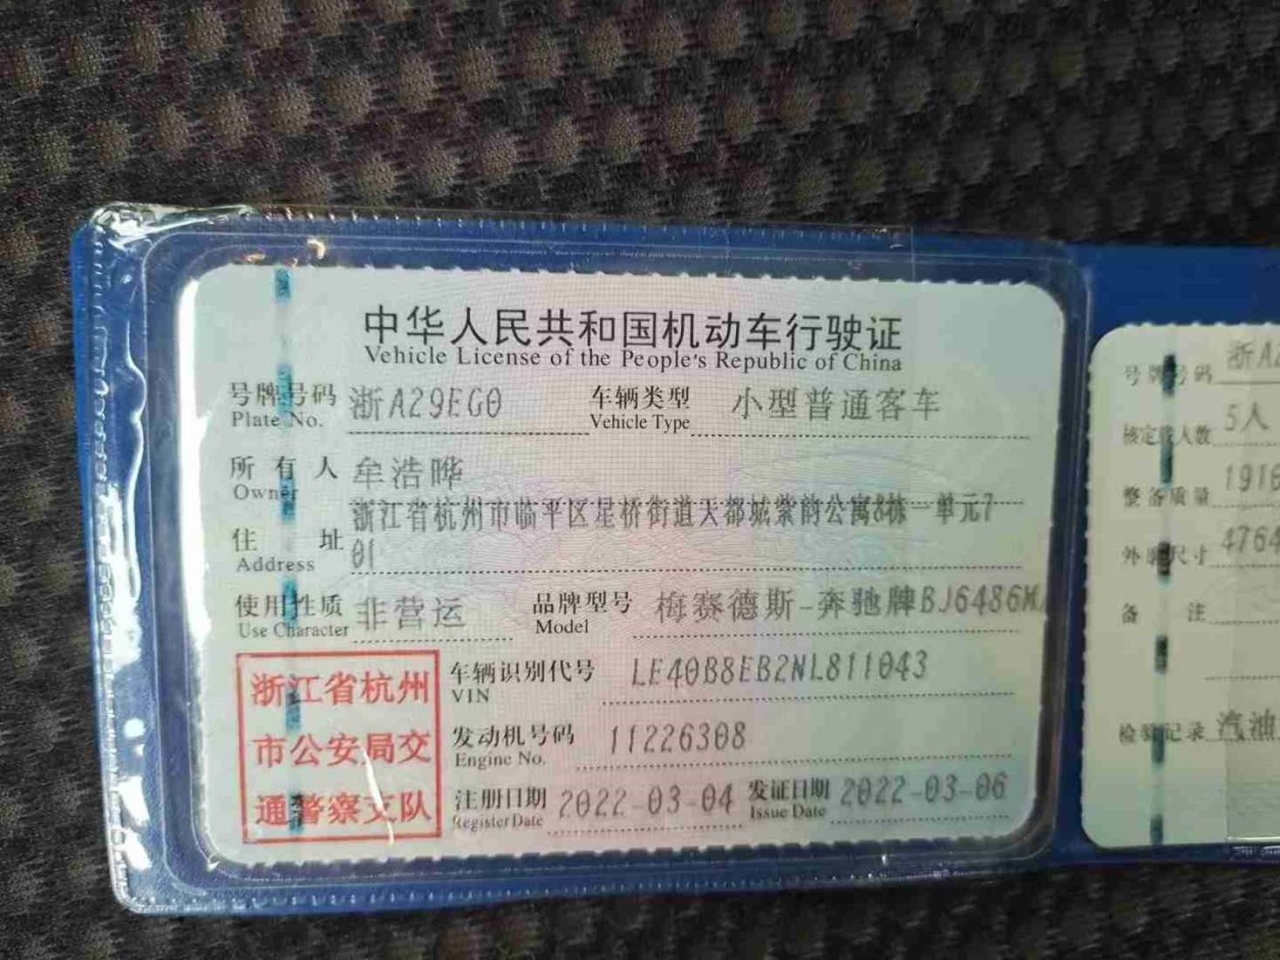 中华人民共和国机动车行驶证
Vehicle License of the People's Republic of China
号牌号码 浙A29EG0 车辆类型 小型普通客车
Plate No. Vehicle Type
所有人 牟浩晔
Owner
浙江省杭州市临平区星桥街道天都城紫韵公寓8栋一单元7
住址 01
Address
使用性质 非营运 品牌型号 梅赛德斯-奔驰牌BJ6486M
Use Character Model
浙江省杭州
市公安局交
通警察支队
车辆识别代号 LE40B8EB2NL811043
VIN
发动机号码 11226308
Engine No.
注册日期 2022-03-04 发证日期 2022-03-06
Register Date Issue Date
号牌号码 浙A2
核定载人数 5人
整备质量 1916
外廓尺寸 4764
备注
检验记录 汽油